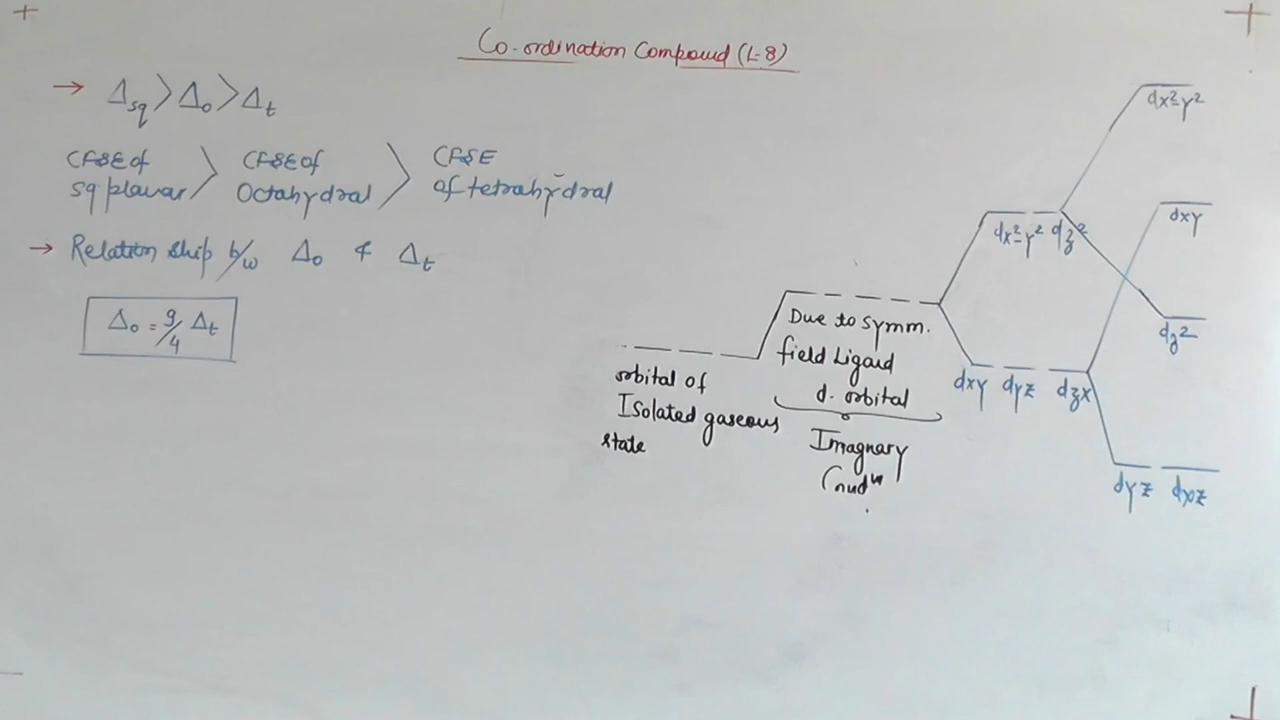 Co-ordination Compound (L-8)
→ Δsq > Δo > Δt
CFSE of sq planar > CFSE of Octahydral > CFSE of tetrahydral
→ Relation ship b/w Δo & Δt
Δo = 9/4 Δt
orbital of
Isolated gaseous
state
Due to symm.
field Ligand
d. orbital
Imagnary
dx²-y² dz²
dxy dyz dzx
dx²-y²
dxy
dz²
dyz dxz